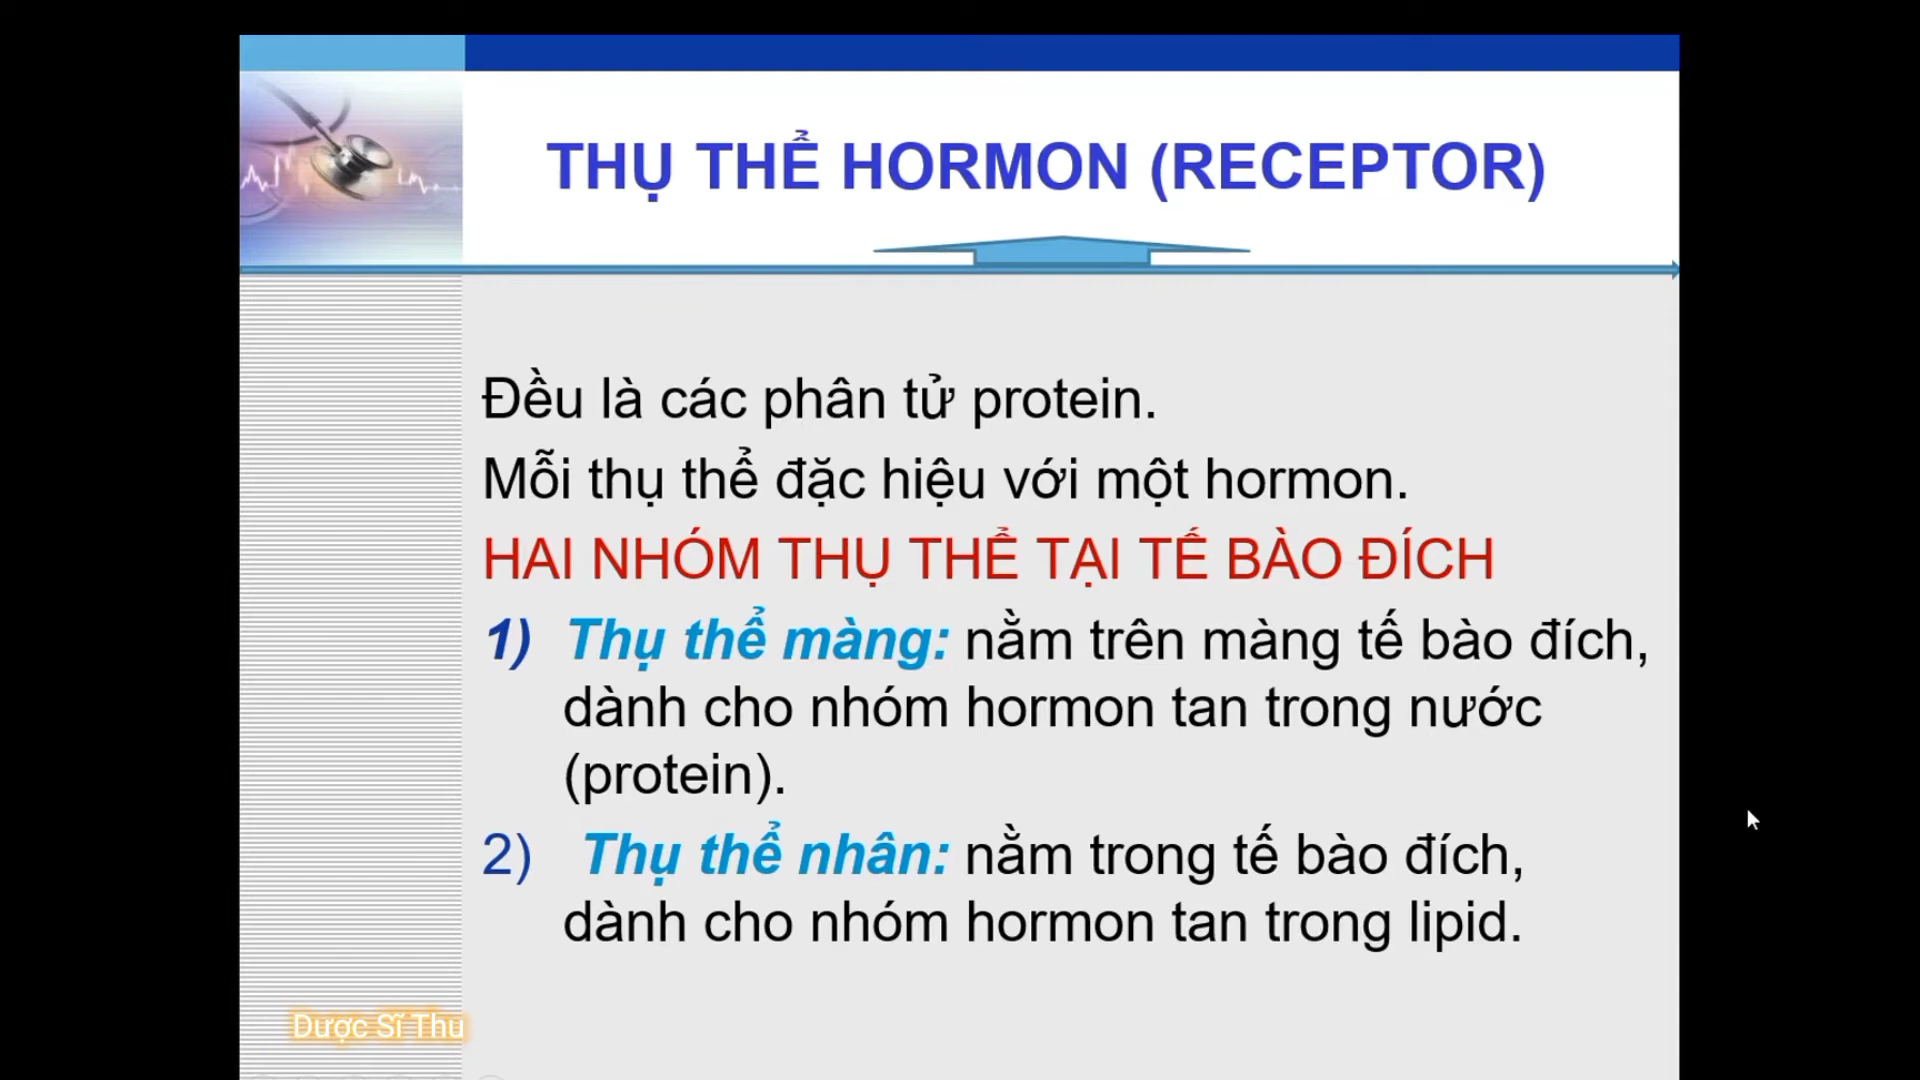 THỤ THỂ HORMON (RECEPTOR)
Đều là các phân tử protein.
Mỗi thụ thể đặc hiệu với một hormon.
HAI NHÓM THỤ THỂ TẠI TẾ BÀO ĐÍCH
1) Thụ thể màng: nằm trên màng tế bào đích,
dành cho nhóm hormon tan trong nước
(protein).
2) Thụ thể nhân: nằm trong tế bào đích,
dành cho nhóm hormon tan trong lipid.
Dược Sĩ Thu